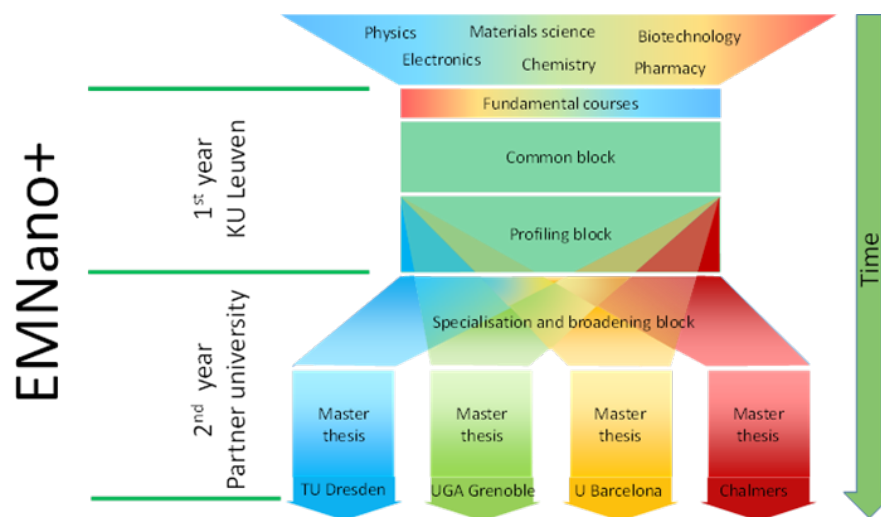 Physics
Materials science
Biotechnology
Electronics
Chemistry
Pharmacy
Fundamental courses
EMNano+
1st year
KU Leuven
Common block
Profiling block
Time
2nd year
Partner university
Specialisation and broadening block
Master
thesis
Master
thesis
Master
thesis
Master
thesis
TU Dresden
UGA Grenoble
U Barcelona
Chalmers